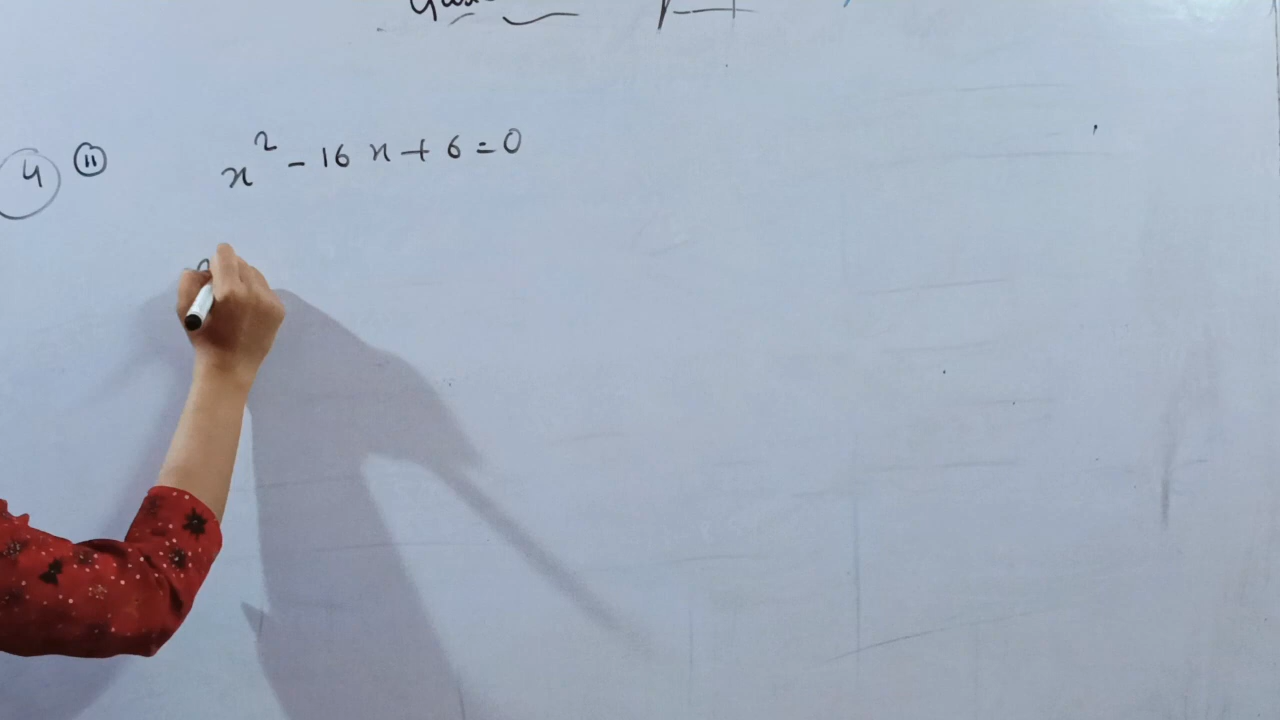 4 11 x² - 16 x + 6 = 0